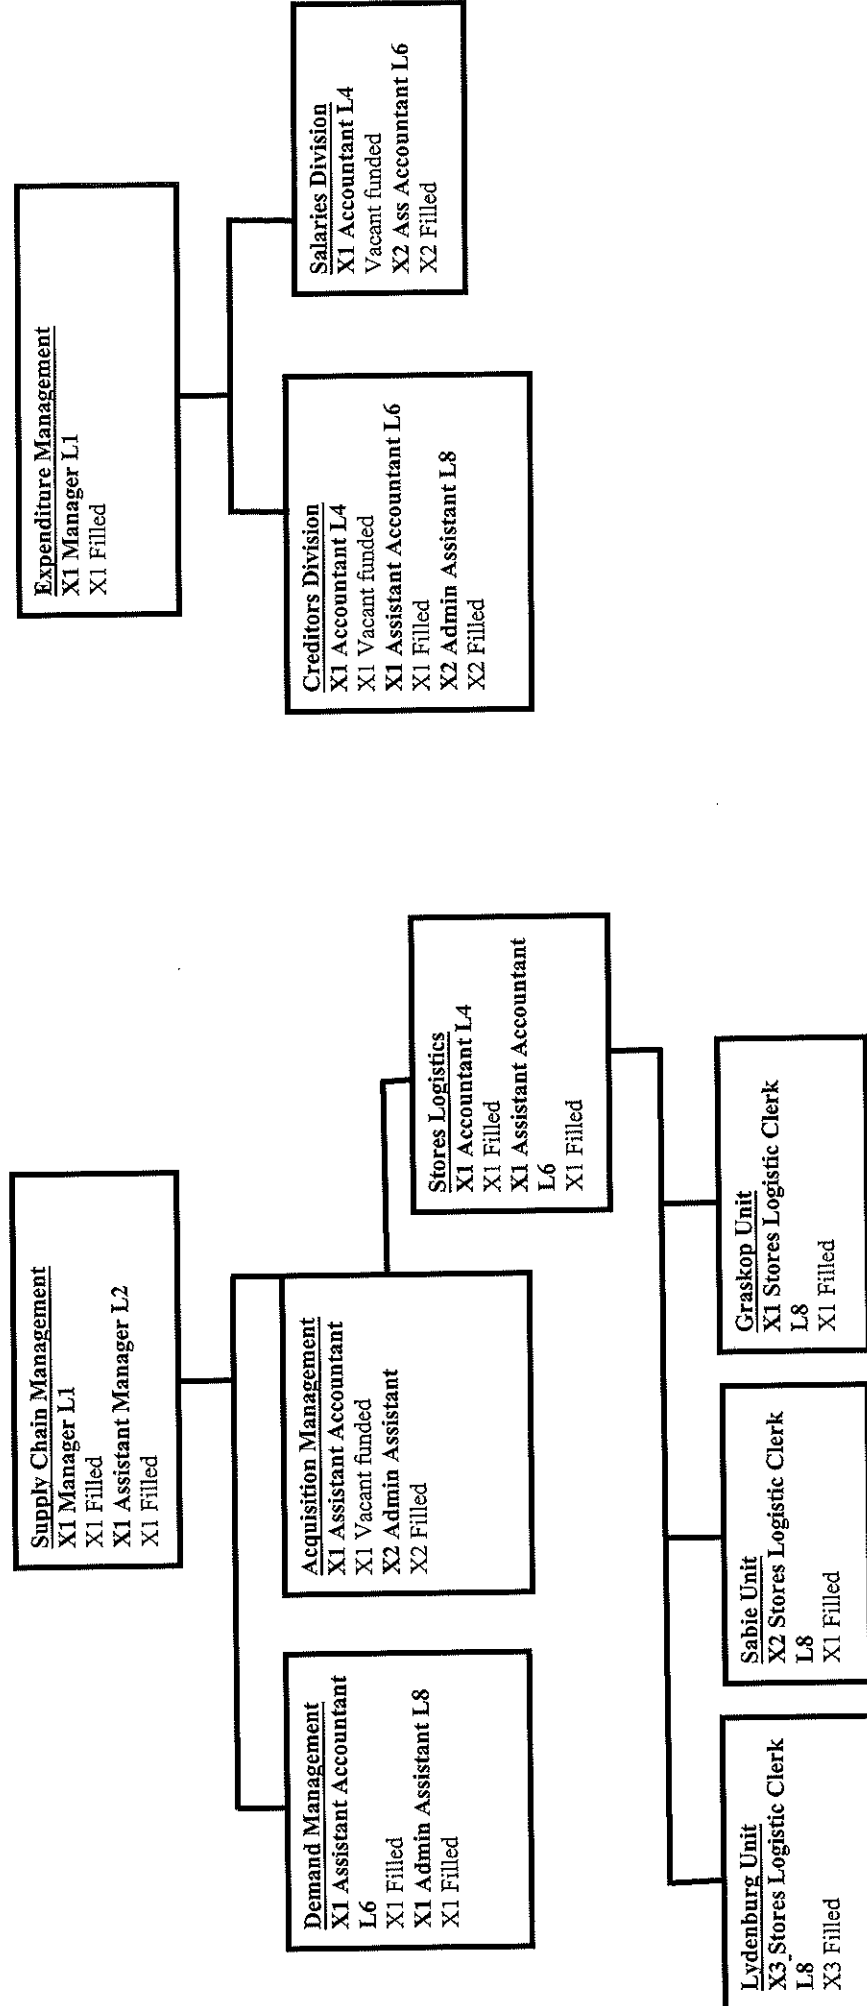 Supply Chain Management
X1 Manager L1
X1 Filled
X1 Assistant Manager L2
X1 Filled
Expenditure Management
X1 Manager L1
X1 Filled
Demand Management
X1 Assistant Accountant
L6
X1 Filled
X1 Admin Assistant L8
X1 Filled
Acquisition Management
X1 Assistant Accountant
X1 Vacant funded
X2 Admin Assistant
X2 Filled
Stores Logistics
X1 Accountant L4
X1 Filled
X1 Assistant Accountant
L6
X1 Filled
Creditors Division
X1 Accountant L4
X1 Vacant funded
X1 Assistant Accountant L6
X1 Filled
X2 Admin Assistant L8
X2 Filled
Salaries Division
X1 Accountant L4
Vacant funded
X2 Ass Accountant L6
X2 Filled
Lydenburg Unit
X3 Stores Logistic Clerk
L8
X3 Filled
Sabie Unit
X2 Stores Logistic Clerk
L8
X1 Filled
Graskop Unit
X1 Stores Logistic Clerk
L8
X1 Filled